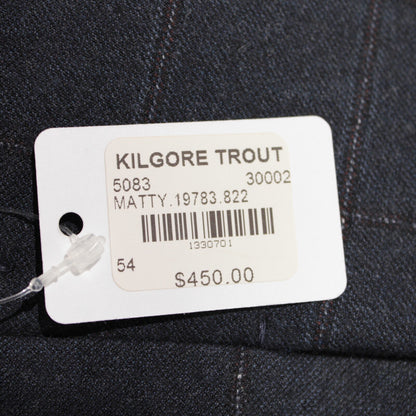 KILGORE TROUT
5083 30002
MATTY.19783.822
1330701
54
$450.00